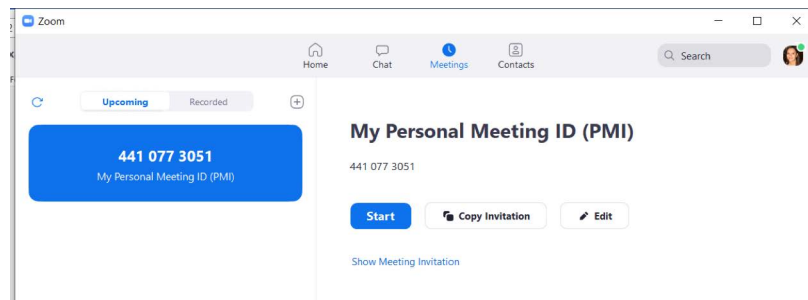 Zoom
Home Chat Meetings Contacts
Search
Upcoming Recorded
441 077 3051
My Personal Meeting ID (PMI)
My Personal Meeting ID (PMI)
441 077 3051
Start Copy Invitation Edit
Show Meeting Invitation